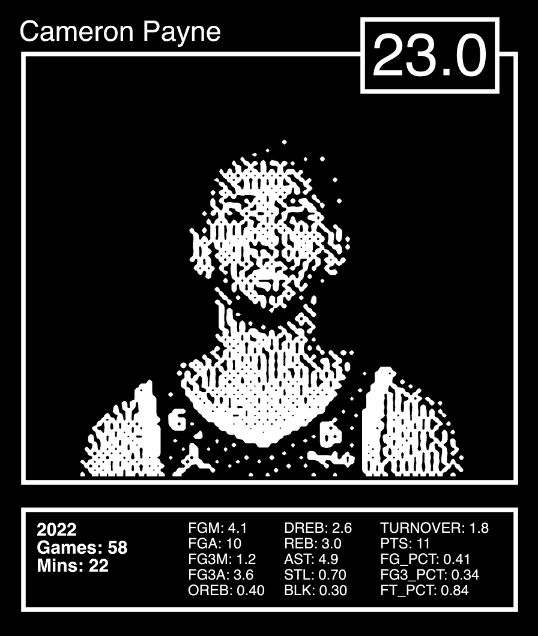 Cameron Payne
23.0
2022
Games: 58
Mins: 22
FGM: 4.1
FGA: 10
FG3M: 1.2
FG3A: 3.6
OREB: 0.40
DREB: 2.6
REB: 3.0
AST: 4.9
STL: 0.70
BLK: 0.30
TURNOVER: 1.8
PTS: 11
FG_PCT: 0.41
FG3_PCT: 0.34
FT_PCT: 0.84